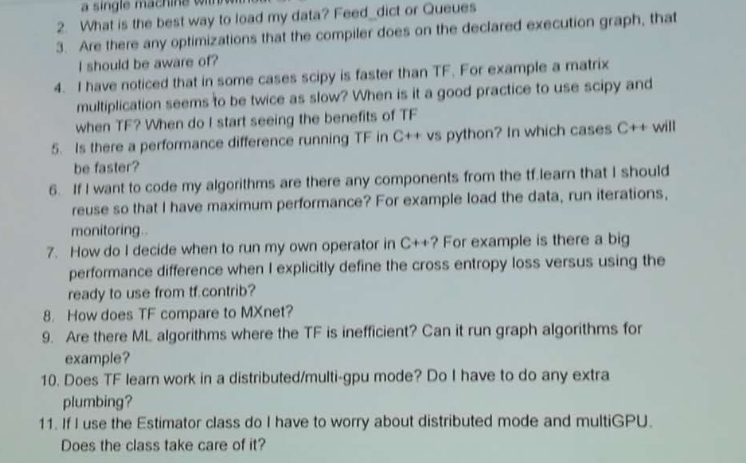 a single machine
2. What is the best way to load my data? Feed_dict or Queues
3. Are there any optimizations that the compiler does on the declared execution graph, that
I should be aware of?
4. I have noticed that in some cases scipy is faster than TF. For example a matrix
multiplication seems to be twice as slow? When is it a good practice to use scipy and
when TF? When do I start seeing the benefits of TF
5. Is there a performance difference running TF in C++ vs python? In which cases C++ will
be faster?
6. If I want to code my algorithms are there any components from the tf.learn that I should
reuse so that I have maximum performance? For example load the data, run iterations,
monitoring..
7. How do I decide when to run my own operator in C++? For example is there a big
performance difference when I explicitly define the cross entropy loss versus using the
ready to use from tf.contrib?
8. How does TF compare to MXnet?
9. Are there ML algorithms where the TF is inefficient? Can it run graph algorithms for
example?
10. Does TF learn work in a distributed/multi-gpu mode? Do I have to do any extra
plumbing?
11. If I use the Estimator class do I have to worry about distributed mode and multiGPU.
Does the class take care of it?